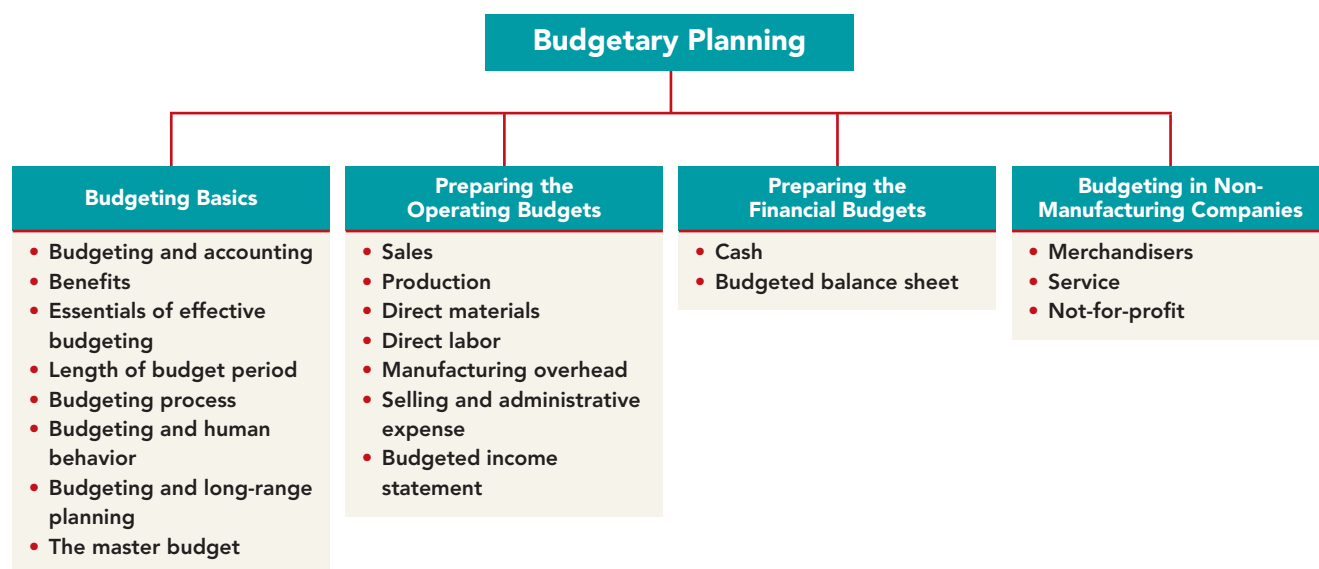 Budgetary Planning
Budgeting Basics
• Budgeting and accounting
• Benefits
• Essentials of effective
budgeting
• Length of budget period
• Budgeting process
• Budgeting and human
behavior
• Budgeting and long-range
planning
• The master budget
Preparing the
Operating Budgets
• Sales
• Production
• Direct materials
• Direct labor
• Manufacturing overhead
• Selling and administrative
expense
• Budgeted income
statement
Preparing the
Financial Budgets
• Cash
• Budgeted balance sheet
Budgeting in Non-
Manufacturing Companies
• Merchandisers
• Service
• Not-for-profit